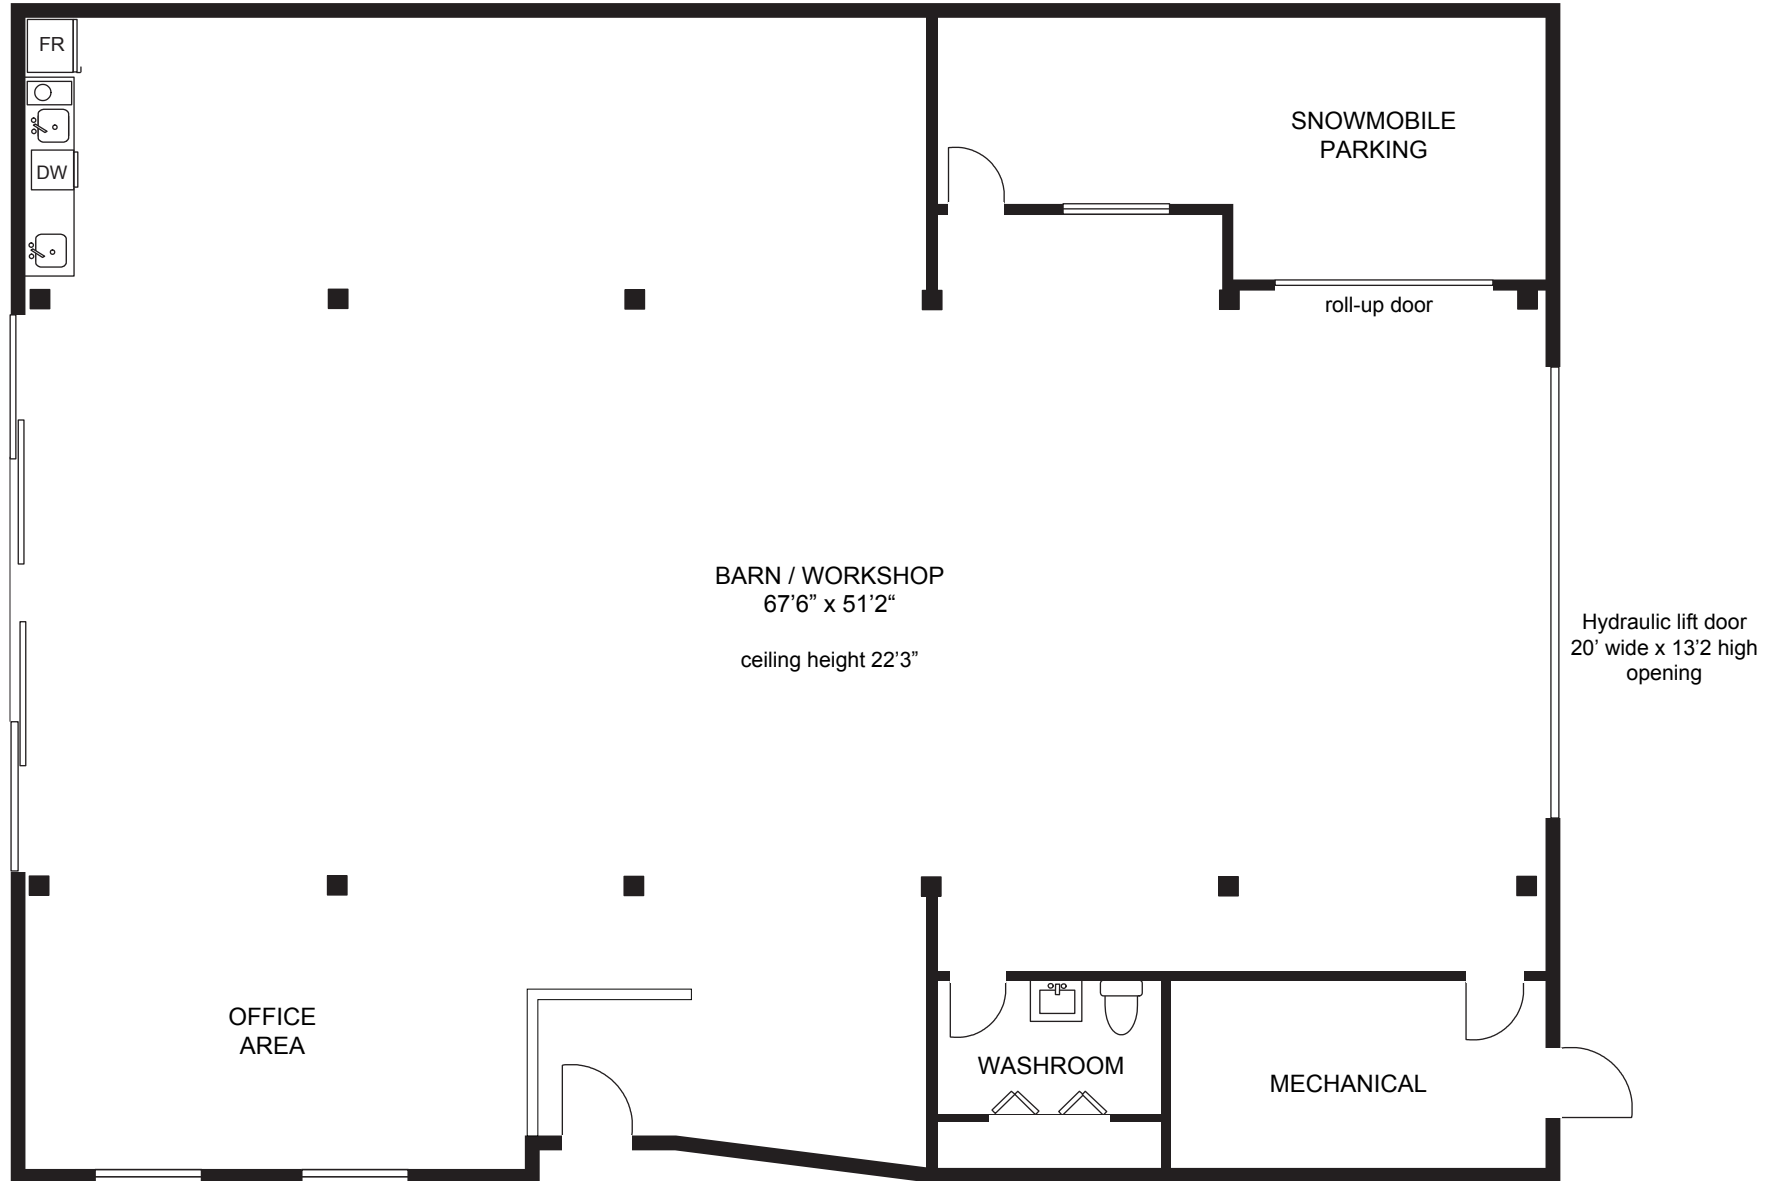 FR
SNOWMOBILE
PARKING
DW
roll-up door
BARN / WORKSHOP
67’6” x 51’2“
ceiling height 22’3”
Hydraulic lift door
20’ wide x 13’2 high
opening
OFFICE
AREA
WASHROOM
MECHANICAL